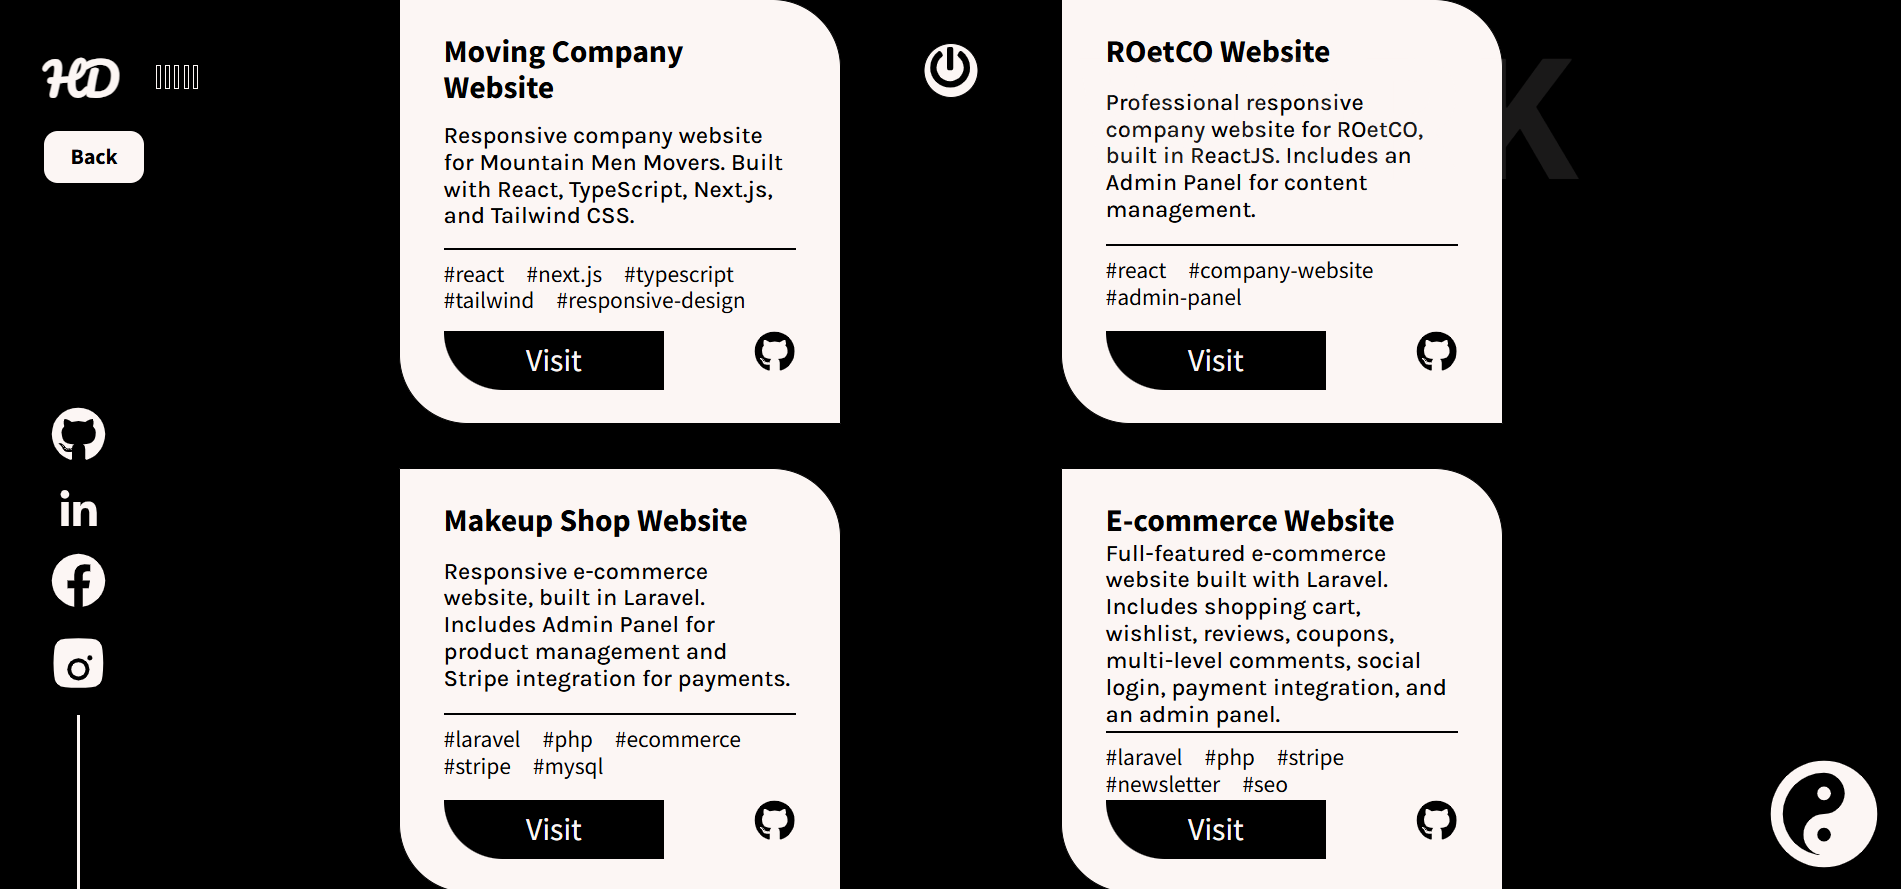 HD
Back
in
Moving Company
Website
Responsive company website
for Mountain Men Movers. Built
with React, TypeScript, Next.js,
and Tailwind CSS.
#react #next.js #typescript
#tailwind #responsive-design
Visit
ROetCO Website
Professional responsive
company website for ROetCO,
built in ReactJS. Includes an
Admin Panel for content
management.
#react #company-website
#admin-panel
Visit
K
Makeup Shop Website
Responsive e-commerce
website, built in Laravel.
Includes Admin Panel for
product management and
Stripe integration for payments.
#laravel #php #ecommerce
#stripe #mysql
Visit
E-commerce Website
Full-featured e-commerce
website built with Laravel.
Includes shopping cart,
wishlist, reviews, coupons,
multi-level comments, social
login, payment integration, and
an admin panel.
#laravel #php #stripe
#newsletter #seo
Visit